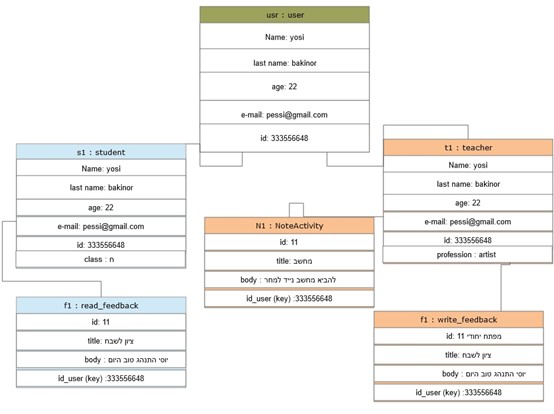 usr : user
Name: yosi
last name: bakinor
age: 22
e-mail: pessi@gmail.com
id: 333556648
s1 : student
Name: yosi
last name: bakinor
age: 22
e-mail: pessi@gmail.com
id: 333556648
class : n
t1 : teacher
Name: yosi
last name: bakinor
age: 22
e-mail: pessi@gmail.com
id: 333556648
profession : artist
N1 : NoteActivity
id: 11
title: מחשב
body : להביא מחשב נייד למחר
id_user (key) :333556648
f1 : read_feedback
id: 11
title: ציון לשבח
body : יוסי התנהג טוב היום
id_user (key) :333556648
f1 : write_feedback
id: 11 מפתח יחודי
title: ציון לשבח
body : יוסי התנהג טוב היום
id_user (key) :333556648